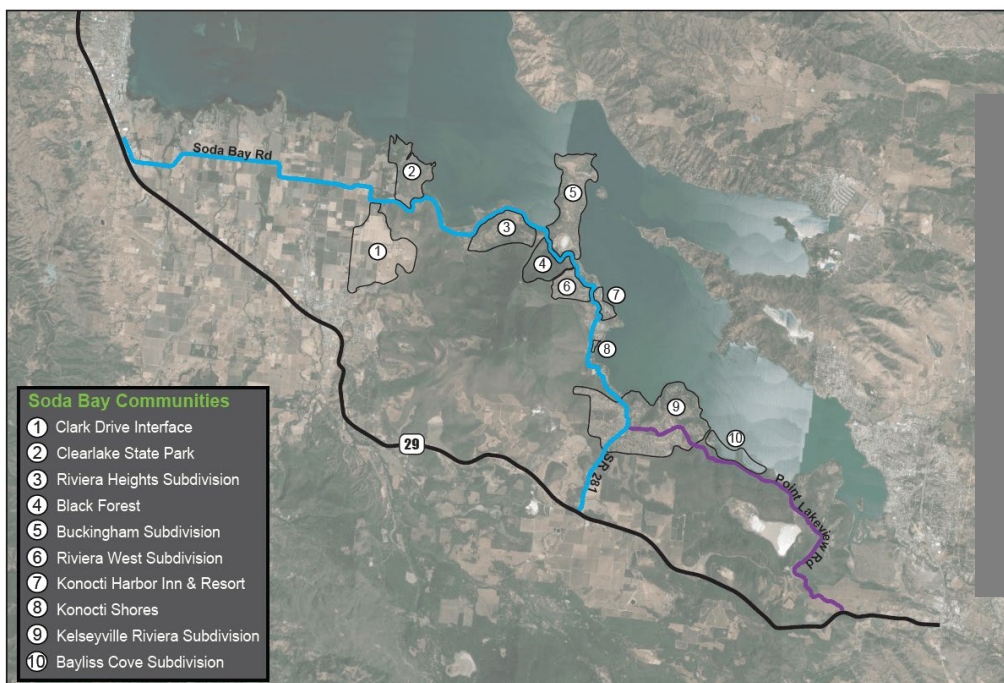 Soda Bay Rd
2
5
3
1
4
6
7
8
9
10
29
SR 281
Point Lakeview Rd
Soda Bay Communities
1 Clark Drive Interface
2 Clearlake State Park
3 Riviera Heights Subdivision
4 Black Forest
5 Buckingham Subdivision
6 Riviera West Subdivision
7 Konocti Harbor Inn & Resort
8 Konocti Shores
9 Kelseyville Riviera Subdivision
10 Bayliss Cove Subdivision